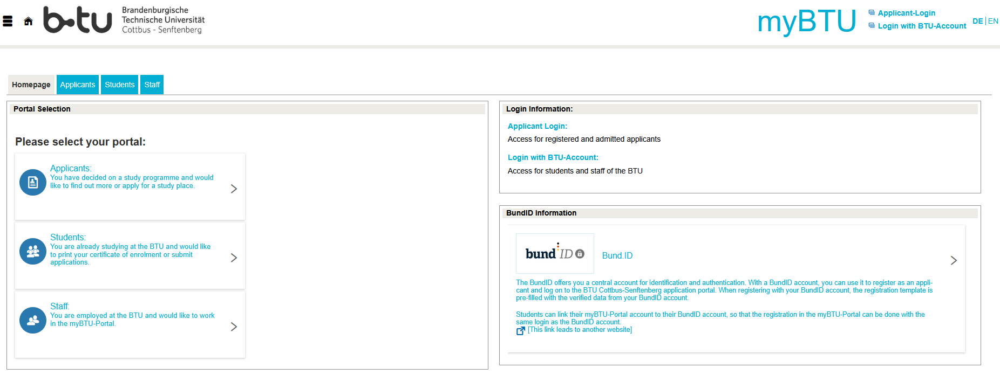 b-tu
Brandenburgische
Technische Universität
Cottbus - Senftenberg
myBTU
Applicant-Login
Login with BTU-Account
DE|EN
Homepage
Applicants
Students
Staff
Portal Selection
Please select your portal:
Applicants:
You have decided on a study programme and would
like to find out more or apply for a study place.
Students:
You are already studying at the BTU and would like
to print your certificate of enrolment or submit
applications.
Staff:
You are employed at the BTU and would like to work
in the myBTU-Portal.
Login Information:
Applicant Login:
Access for registered and admitted applicants
Login with BTU-Account:
Access for students and staff of the BTU
BundID Information
bund ID
Bund.ID
The BundID offers you a central account for identification and authentication. With a BundID account, you can use it to register as an appli-
cant and log on to the BTU Cottbus-Senftenberg application portal. When registering with your BundID account, the registration template is
pre-filled with the verified data from your BundID account.
Students can link their myBTU-Portal account to their BundID account, so that the registration in the myBTU-Portal can be done with the
same login as the BundID account.
[This link leads to another website]